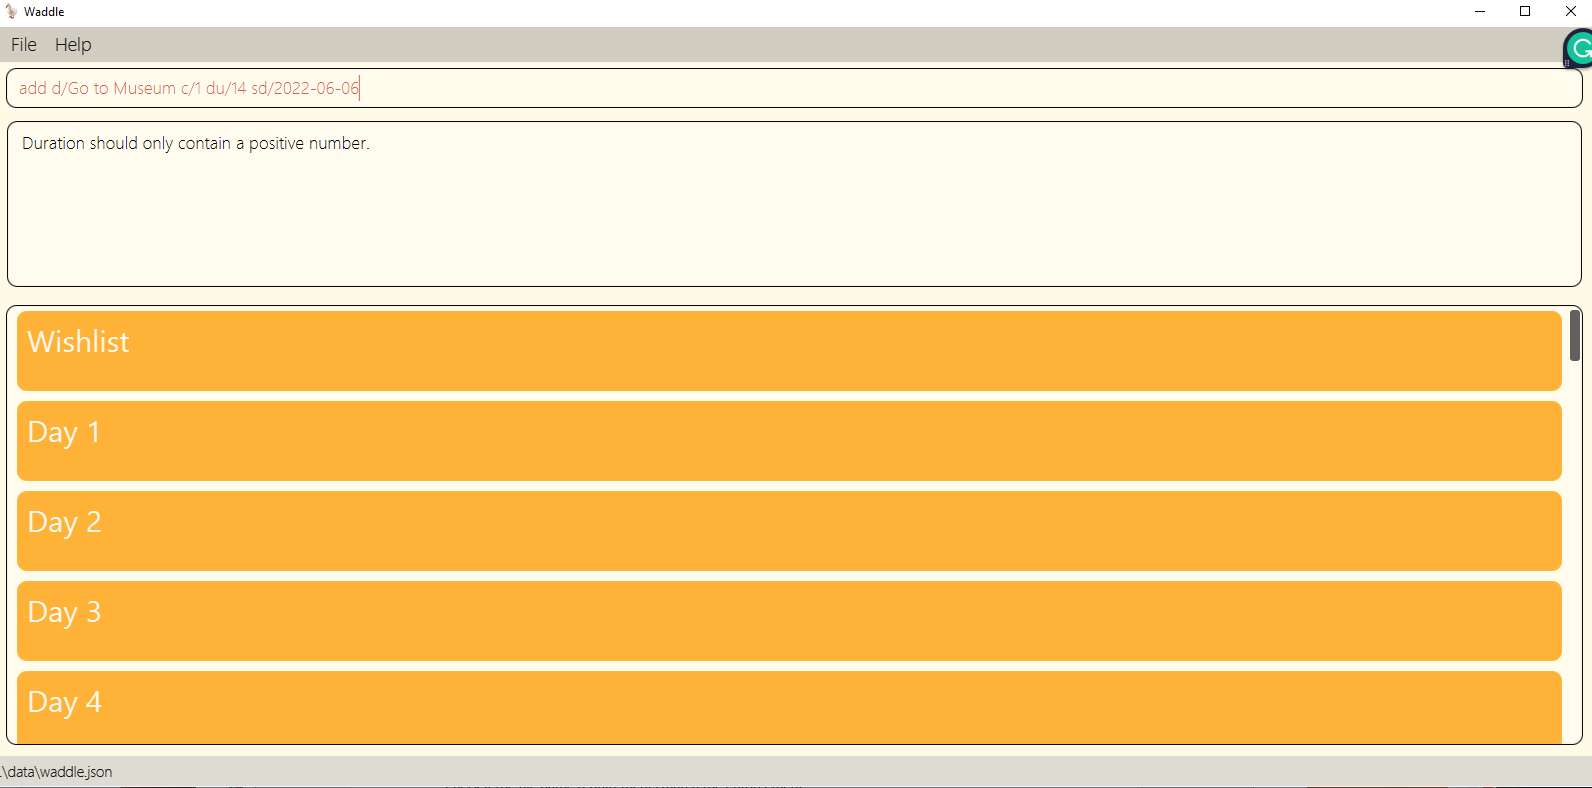 Waddle
File Help
add d/Go to Museum c/1 du/14 sd/2022-06-06
Duration should only contain a positive number.
Wishlist
Day 1
Day 2
Day 3
Day 4
.\data\waddle.json